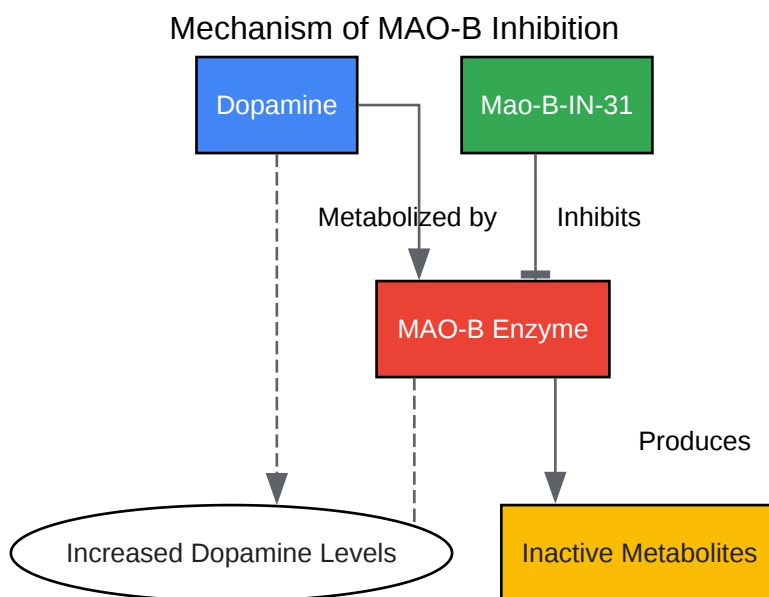 Mechanism of MAO-B Inhibition
Dopamine
Mao-B-IN-31
Metabolized by
Inhibits
MAO-B Enzyme
Produces
Increased Dopamine Levels
Inactive Metabolites